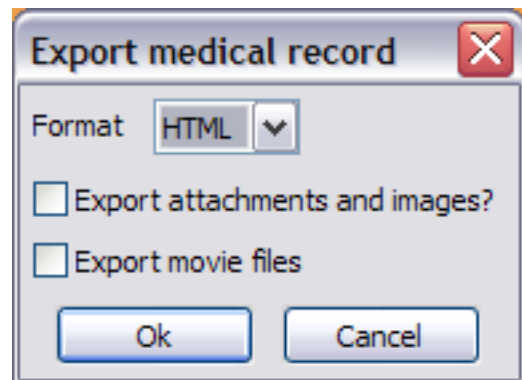 Export medical record
Format HTML
Export attachments and images?
Export movie files
Ok Cancel